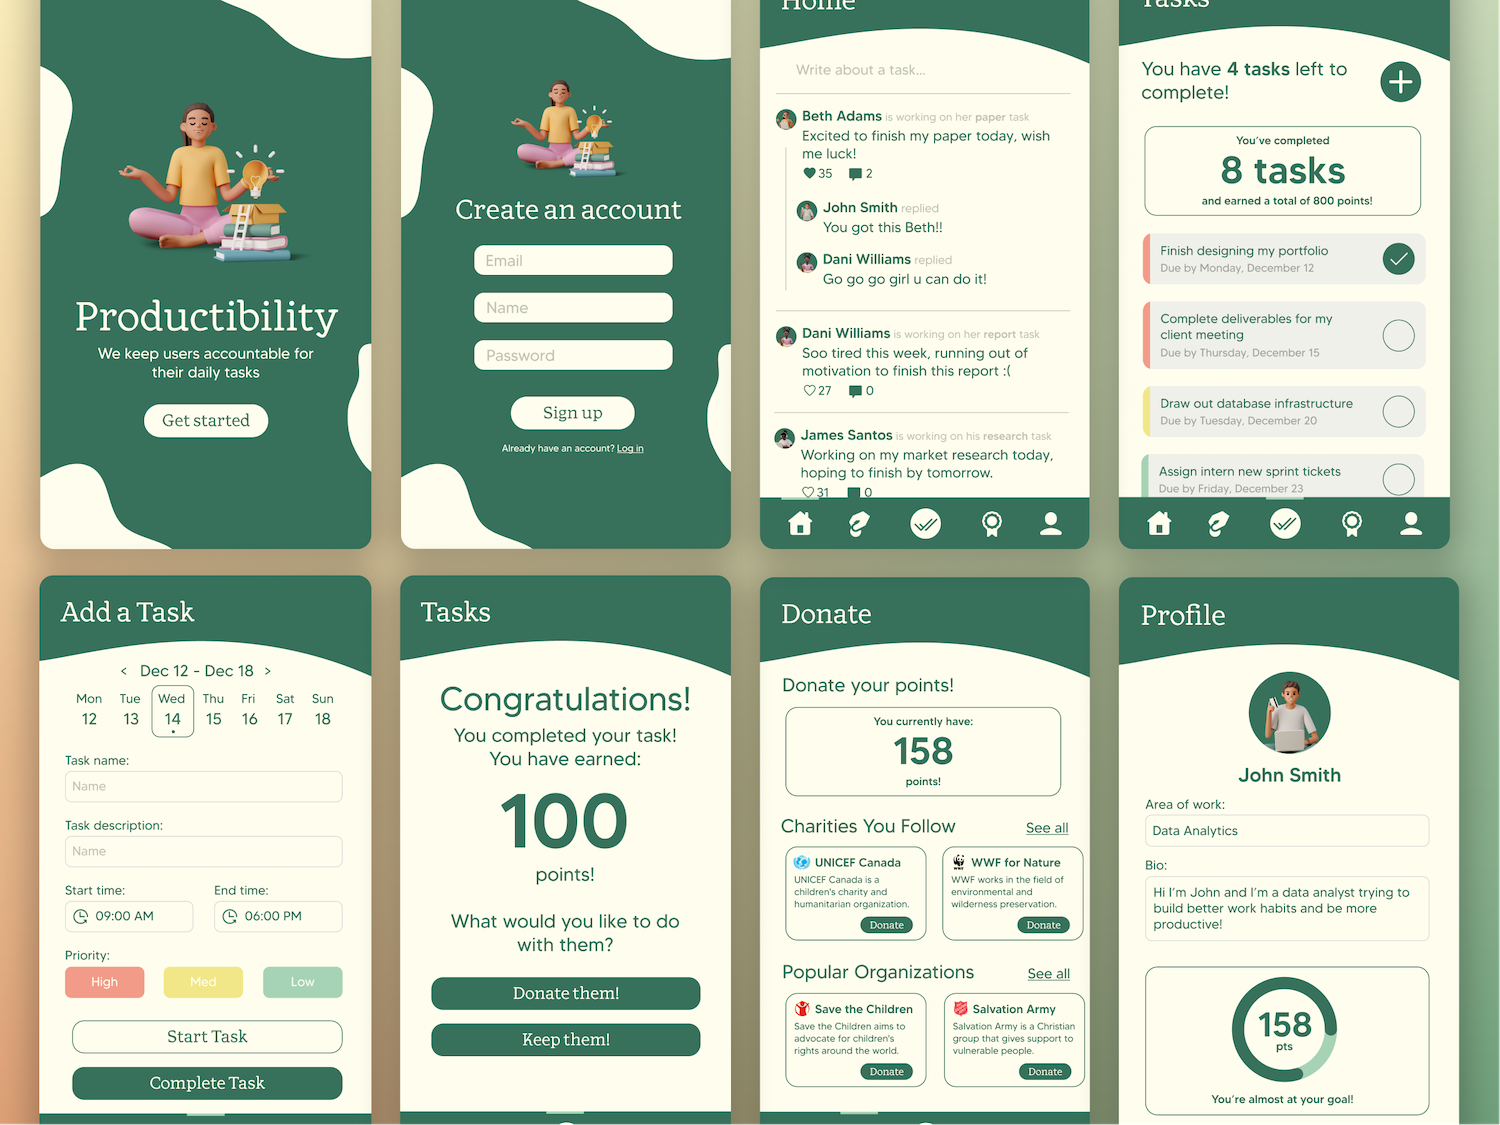 Productibility
We keep users accountable for
their daily tasks
Get started
Create an account
Email
Name
Password
Sign up
Already have an account? Log in
Home
Write about a task...
Beth Adams is working on her paper task
Excited to finish my paper today, wish
me luck!
35 2
John Smith replied
You got this Beth!!
Dani Williams replied
Go go go girl u can do it!
Dani Williams is working on her report task
Soo tired this week, running out of
motivation to finish this report :(
27 0
James Santos is working on his research task
Working on my market research today,
hoping to finish by tomorrow.
31 0
Tasks
You have 4 tasks left to
complete!
You've completed
8 tasks
and earned a total of 800 points!
Finish designing my portfolio
Due by Monday, December 12
Complete deliverables for my
client meeting
Due by Thursday, December 15
Draw out database infrastructure
Due by Tuesday, December 20
Assign intern new sprint tickets
Due by Friday, December 23
Add a Task
< Dec 12 - Dec 18 >
Mon Tue Wed Thu Fri Sat Sun
12 13 14 15 16 17 18
Task name:
Name
Task description:
Name
Start time: End time:
09:00 AM 06:00 PM
Priority:
High Med Low
Start Task
Complete Task
Tasks
Congratulations!
You completed your task!
You have earned:
100
points!
What would you like to do
with them?
Donate them!
Keep them!
Donate
Donate your points!
You currently have:
158
points!
Charities You Follow See all
UNICEF Canada
UNICEF Canada is a
children's charity and
humanitarian organization.
Donate
WWF for Nature
WWF works in the field of
environmental and
wilderness preservation.
Donate
Popular Organizations See all
Save the Children
Save the Children aims to
advocate for children's
rights around the world.
Donate
Salvation Army
Salvation Army is a Christian
group that gives support to
vulnerable people.
Donate
Profile
John Smith
Area of work:
Data Analytics
Bio:
Hi I'm John and I'm a data analyst trying to
build better work habits and be more
productive!
158
pts
You're almost at your goal!